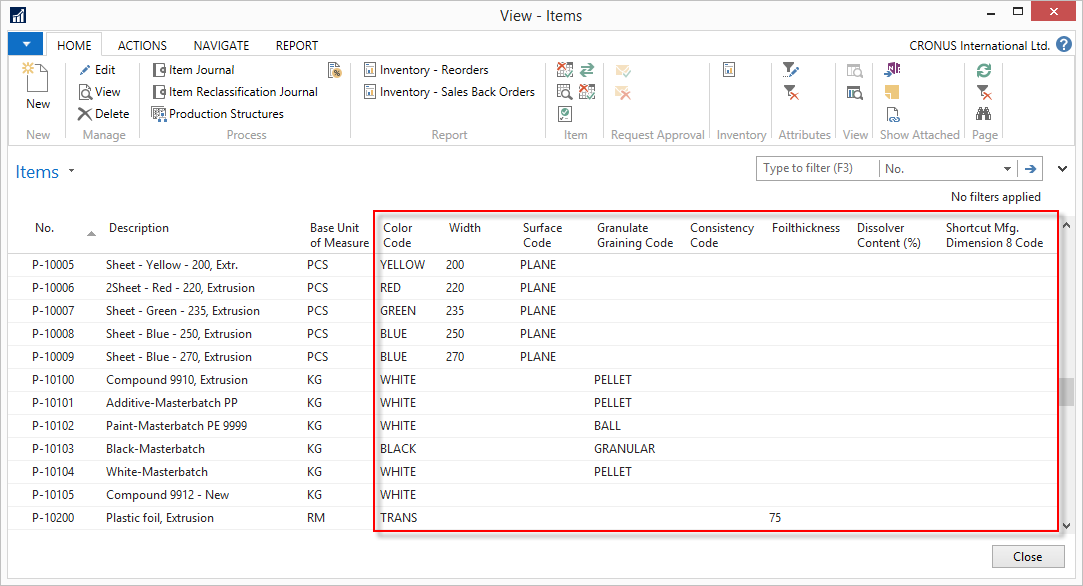 View - Items
HOME ACTIONS NAVIGATE REPORT CRONUS International Ltd. ?
New
New
Edit
View
Delete
Manage
Item Journal
Item Reclassification Journal
Production Structures
Process
Inventory - Reorders
Inventory - Sales Back Orders
Report
Item
Request Approval
Inventory
Attributes
View
Show Attached
Page
Items
Type to filter (F3) No.
No filters applied
No. Description Base Unit Color Width Surface Granulate Consistency Foilthickness Dissolver Shortcut Mfg.
of Measure Code Code Graining Code Code Content (%) Dimension 8 Code
P-10005 Sheet - Yellow - 200, Extr. PCS YELLOW 200 PLANE
P-10006 2Sheet - Red - 220, Extrusion PCS RED 220 PLANE
P-10007 Sheet - Green - 235, Extrusion PCS GREEN 235 PLANE
P-10008 Sheet - Blue - 250, Extrusion PCS BLUE 250 PLANE
P-10009 Sheet - Blue - 270, Extrusion PCS BLUE 270 PLANE
P-10100 Compound 9910, Extrusion KG WHITE PELLET
P-10101 Additive-Masterbatch PP KG WHITE PELLET
P-10102 Paint-Masterbatch PE 9999 KG WHITE BALL
P-10103 Black-Masterbatch KG BLACK GRANULAR
P-10104 White-Masterbatch KG WHITE PELLET
P-10105 Compound 9912 - New KG WHITE
P-10200 Plastic foil, Extrusion RM TRANS 75
Close